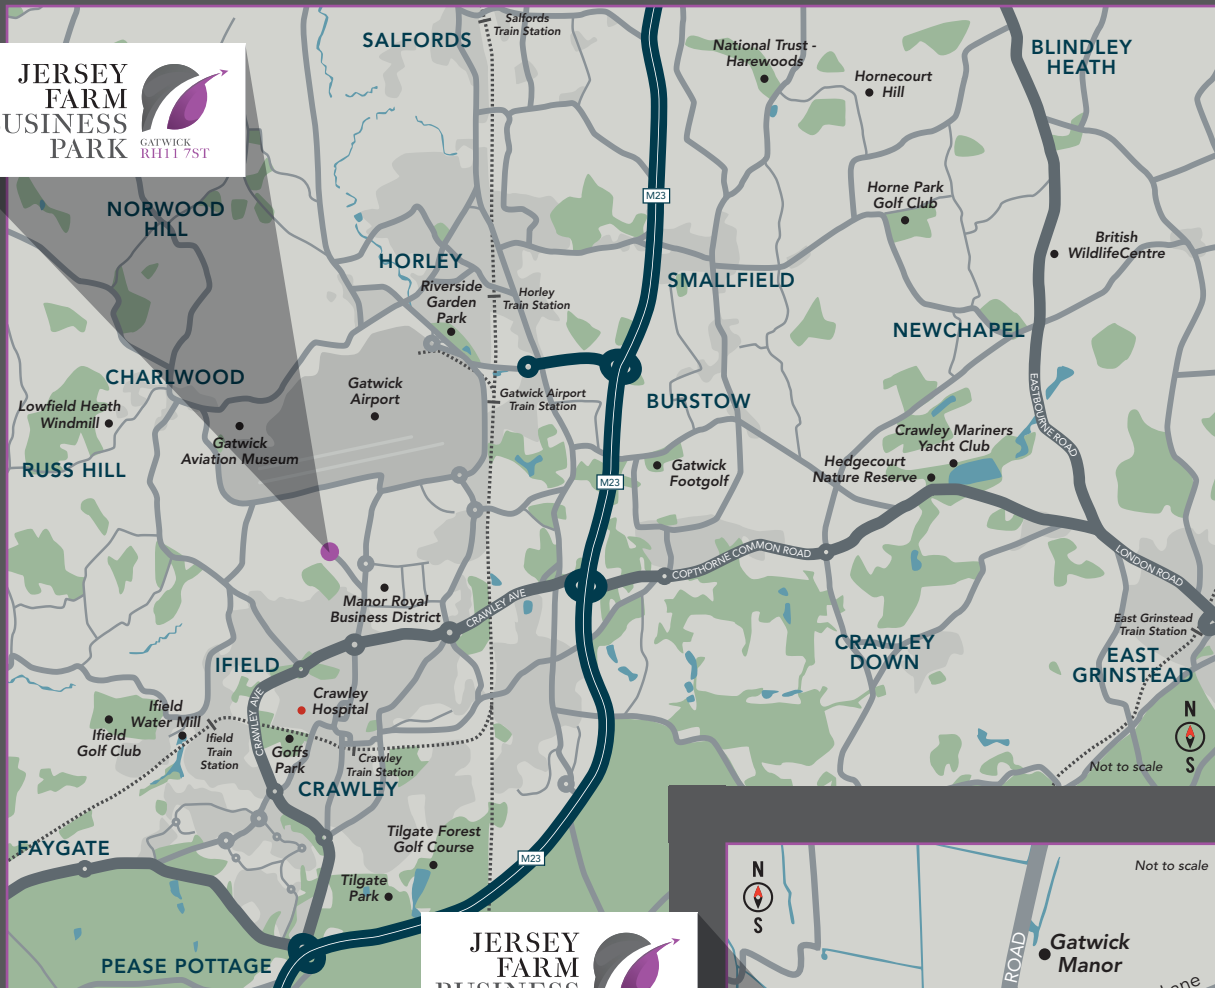 SALFORDS
Salfords
Train Station
National Trust -
Harewoods
Hornecourt
Hill
BLINDLEY
HEATH
JERSEY
FARM
USINESS
PARK
GATWICK
RH11 7ST
M23
NORWOOD
HILL
Horne Park
Golf Club
British
WildlifeCentre
HORLEY
Riverside
Garden
Park
Horley
Train Station
SMALLFIELD
NEWCHAPEL
CHARLWOOD
Gatwick
Airport
Gatwick Airport
Train Station
BURSTOW
EASTBOURNE ROAD
Lowfield Heath
Windmill
Gatwick
Aviation Museum
RUSS HILL
Crawley Mariners
Yacht Club
Hedgecourt
Nature Reserve
Gatwick
Footgolf
M23
COPTHORNE COMMON ROAD
LONDON ROAD
Manor Royal
Business District
CRAWLEY AVE
East Grinstead
Train Station
CRAWLEY
DOWN
EAST
GRINSTEAD
IFIELD
CRAWLEY AVE
Crawley
Hospital
Ifield
Water Mill
Ifield
Golf Club
Ifield
Train
Station
Goffs
Park
Crawley
Train Station
CRAWLEY
N
S
Not to scale
FAYGATE
Tilgate Forest
Golf Course
Tilgate
Park
M23
PEASE POTTAGE
JERSEY
FARM
BUSINESS
N
S
Not to scale
ROAD
Gatwick
Manor
ane